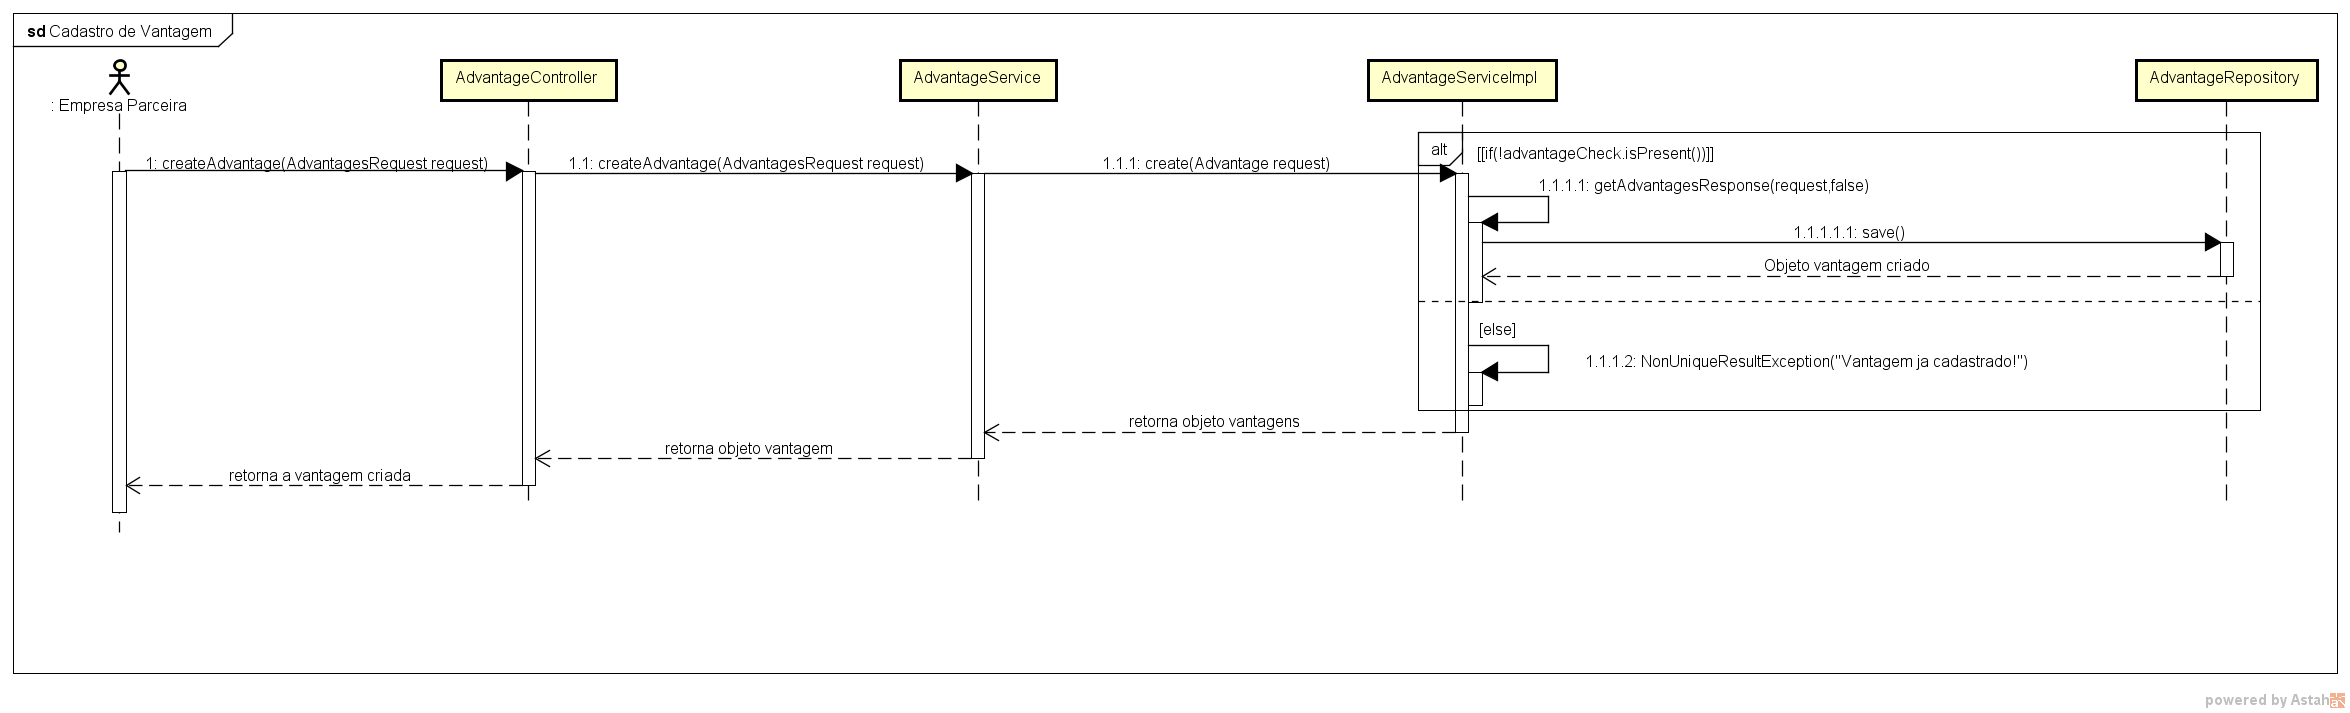 sd Cadastro de Vantagem
: Empresa Parceira
AdvantageController
AdvantageService
AdvantageServiceImpl
AdvantageRepository
alt
[[if(!advantageCheck.isPresent())]]
1: createAdvantage(AdvantagesRequest request)
1.1: createAdvantage(AdvantagesRequest request)
1.1.1: create(Advantage request)
1.1.1.1: getAdvantagesResponse(request,false)
1.1.1.1.1: save()
Objeto vantagem criado
[else]
1.1.1.2: NonUniqueResultException("Vantagem ja cadastrado!")
retorna objeto vantagens
retorna objeto vantagem
retorna a vantagem criada
powered by Astah